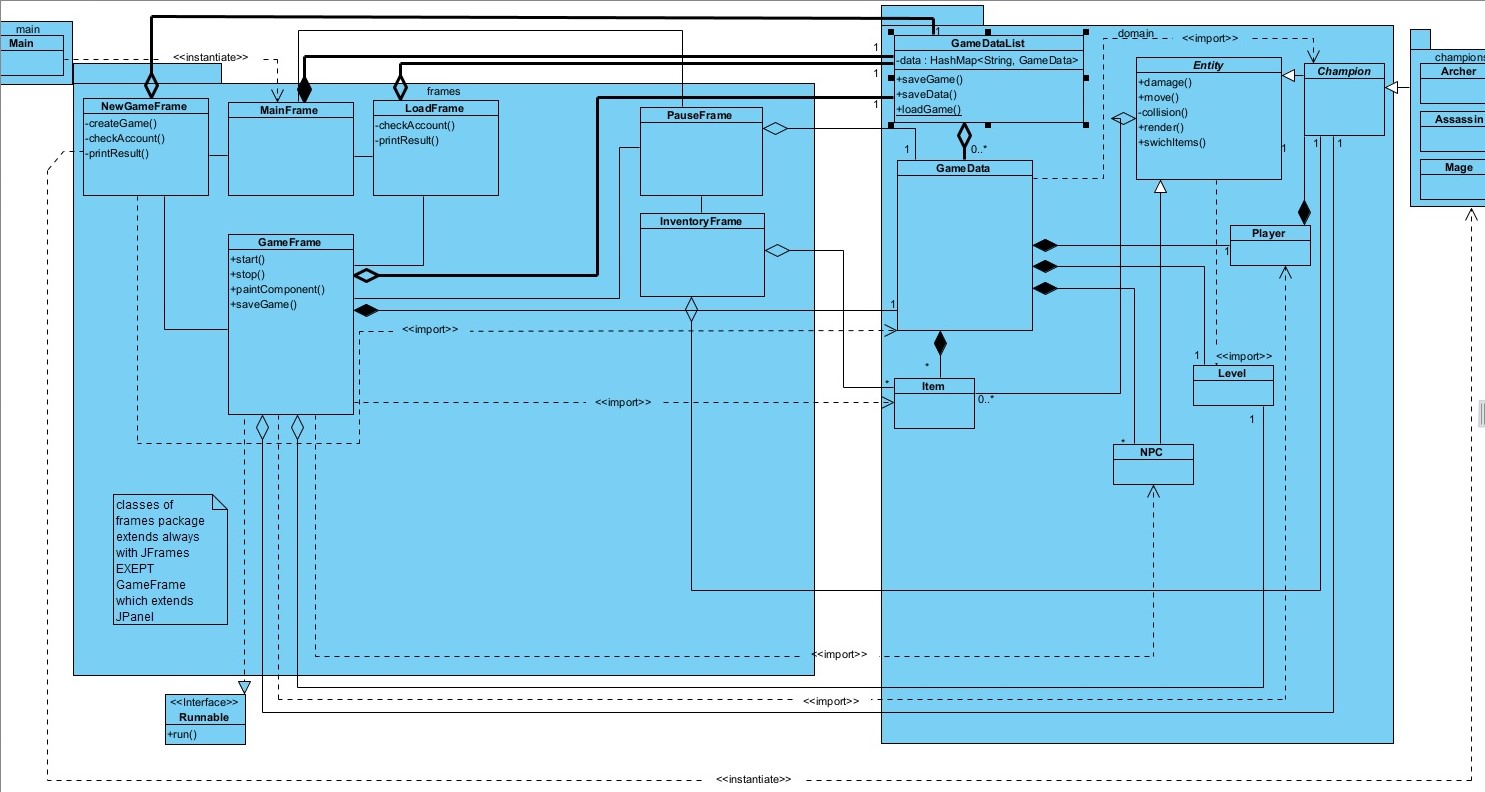 main
Main
<<instantiate>>
frames
NewGameFrame
-createGame()
-checkAccount()
-printResult()
MainFrame
LoadFrame
-checkAccount()
-printResult()
PauseFrame
InventoryFrame
GameFrame
+start()
+stop()
+paintComponent()
+saveGame()
<<import>>
<<import>>
classes of
frames package
extends always
with JFrames
EXEPT
GameFrame
which extends
JPanel
<<import>>
<<import>>
<<Interface>>
Runnable
+run()
<<instantiate>>
domain
<<import>>
1
1
1
1
GameDataList
-data : HashMap<String, GameData>
+saveGame()
+saveData()
+loadGame()
1
0..*
GameData
1
*
*
Item
0..*
Entity
+damage()
+move()
-collision()
+render()
+swichItems()
1
Champion
1
1
Player
1
1
<<import>>
Level
1
*
NPC
champions
Archer
Assassin
Mage